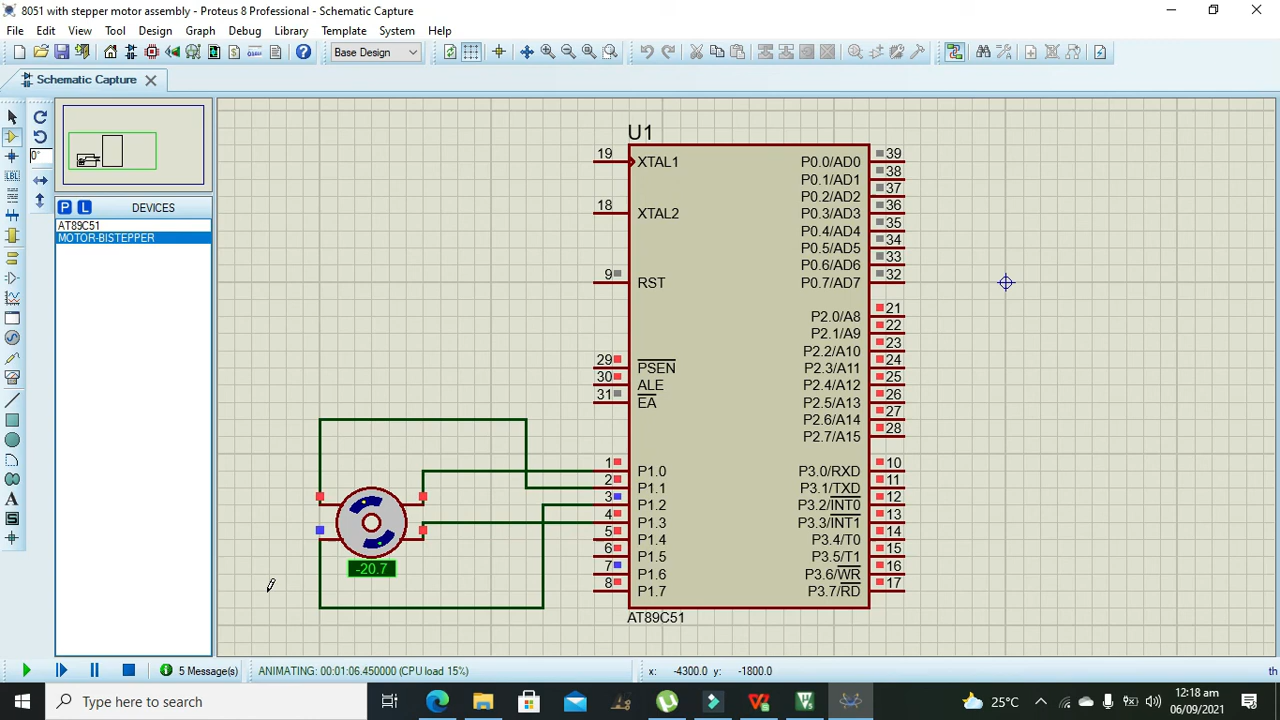 8051 with stepper motor assembly - Proteus 8 Professional - Schematic Capture
File Edit View Tool Design Graph Debug Library Template System Help
Base Design
Schematic Capture
0°
LBL
P L DEVICES
AT89C51
MOTOR-BISTEPPER
A
S
U1
19 XTAL1 P0.0/AD0 39
P0.1/AD1 38
P0.2/AD2 37
18 XTAL2 P0.3/AD3 36
P0.4/AD4 35
P0.5/AD5 34
P0.6/AD6 33
9 RST P0.7/AD7 32
P2.0/A8 21
P2.1/A9 22
P2.2/A10 23
29 PSEN P2.3/A11 24
30 ALE P2.4/A12 25
31 EA P2.5/A13 26
P2.6/A14 27
P2.7/A15 28
1 P1.0 P3.0/RXD 10
2 P1.1 P3.1/TXD 11
3 P1.2 P3.2/INT0 12
4 P1.3 P3.3/INT1 13
5 P1.4 P3.4/T0 14
6 P1.5 P3.5/T1 15
7 P1.6 P3.6/WR 16
8 P1.7 P3.7/RD 17
-20.7
AT89C51
5 Message(s) ANIMATING: 00:01:06.450000 (CPU load 15%) x: -4300.0 y: -1800.0 th
Type here to search 25°C 12:18 am
06/09/2021